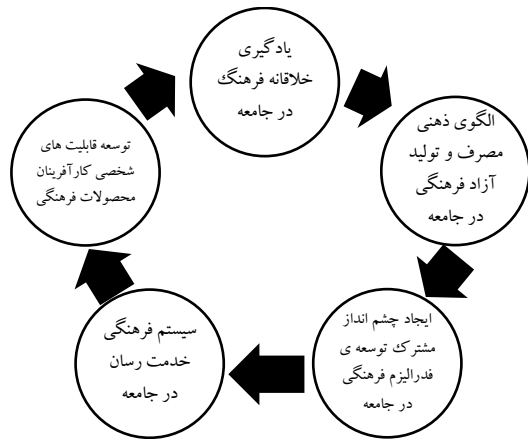 یادگیری
خلاقانه فرهنگ
در جامعه
الگوی ذهنی
مصرف و تولید
آزاد فرهنگی
در جامعه
ایجاد چشم انداز
مشترک توسعه ی
فدرالیزم فرهنگی
در جامعه
سیستم فرهنگی
خدمت رسان
در جامعه
توسعه قابلیت های
شخصی کارآفرینان
محصولات فرهنگی